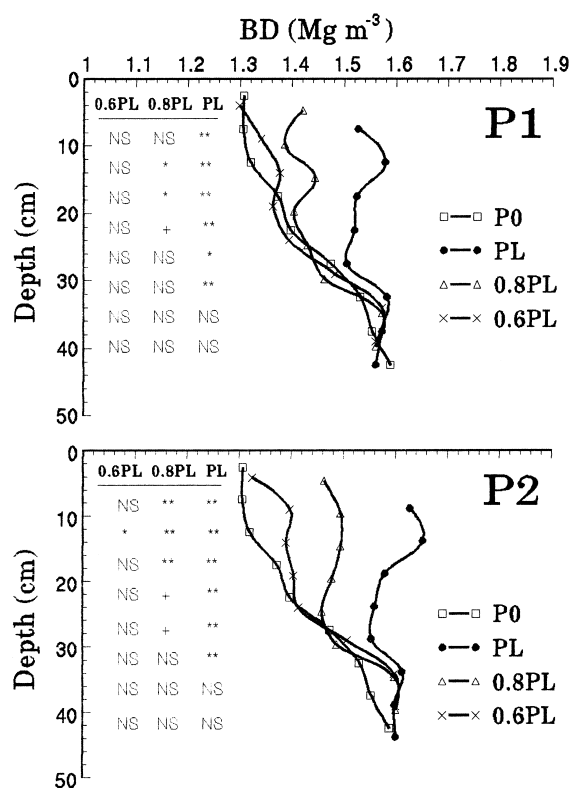 BD (Mg m⁻³)
1 1.1 1.2 1.3 1.4 1.5 1.6 1.7 1.8 1.9
0
10
20
30
40
50
Depth (cm)
0.6PL 0.8PL PL
NS NS **
NS * **
NS * **
NS + **
NS NS *
NS NS **
NS NS NS
NS NS NS
P1
P0
PL
0.8PL
0.6PL
0
10
20
30
40
50
Depth (cm)
0.6PL 0.8PL PL
NS ** **
* ** **
NS ** **
NS + **
NS + **
NS NS **
NS NS NS
NS NS NS
P2
P0
PL
0.8PL
0.6PL